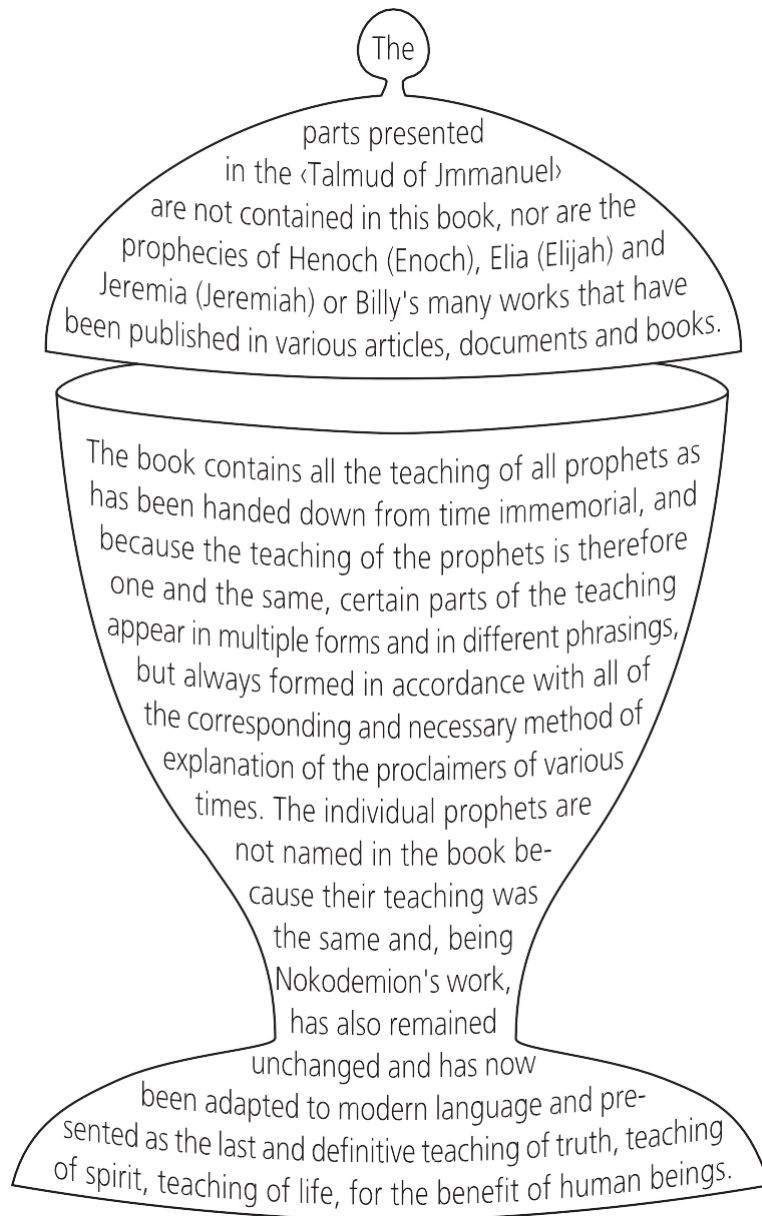 The
parts presented
in the ‹Talmud of Jmmanuel›
are not contained in this book, nor are the
prophecies of Henoch (Enoch), Elia (Elijah) and
Jeremia (Jeremiah) or Billy's many works that have
been published in various articles, documents and books.
The book contains all the teaching of all prophets as
has been handed down from time immemorial, and
because the teaching of the prophets is therefore
one and the same, certain parts of the teaching
appear in multiple forms and in different phrasings,
but always formed in accordance with all of
the corresponding and necessary method of
explanation of the proclaimers of various
times. The individual prophets are
not named in the book be-
cause their teaching was
the same and, being
Nokodemion's work,
has also remained
unchanged and has now
been adapted to modern language and pre-
sented as the last and definitive teaching of truth, teaching
of spirit, teaching of life, for the benefit of human beings.